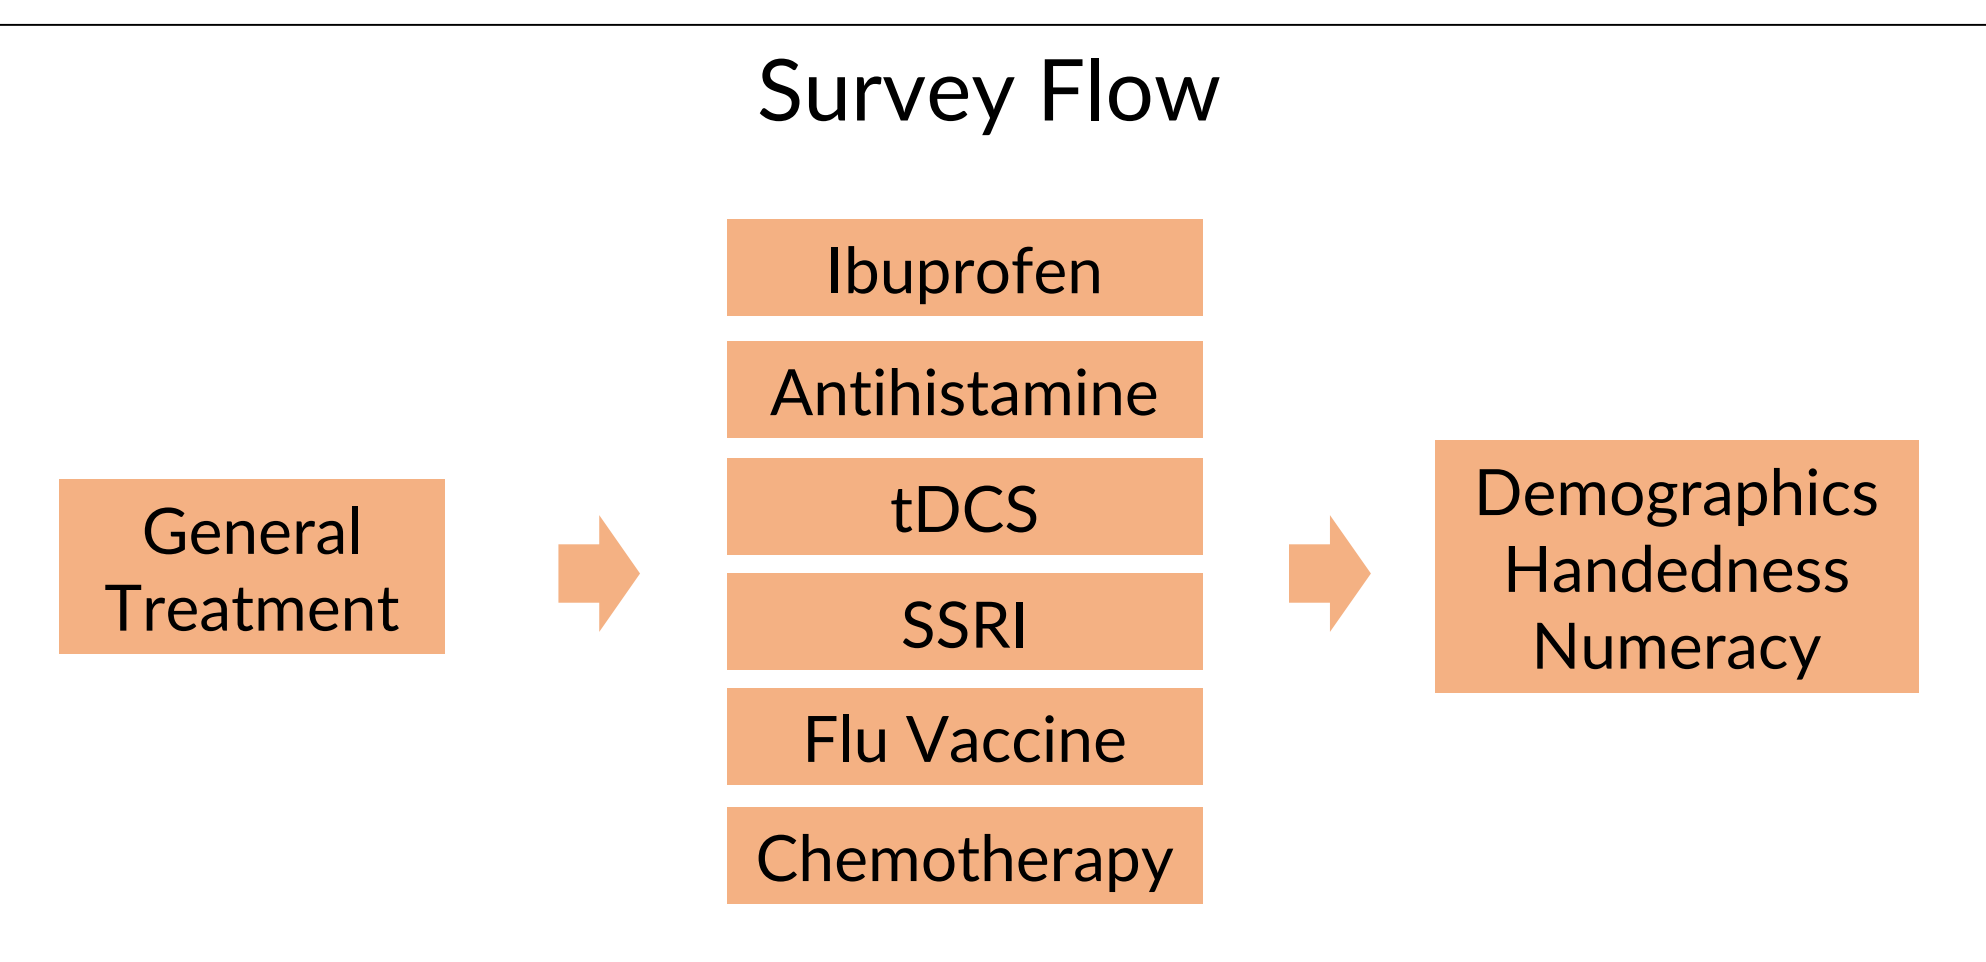 Survey Flow
General
Treatment
Ibuprofen
Antihistamine
tDCS
SSRI
Flu Vaccine
Chemotherapy
Demographics
Handedness
Numeracy